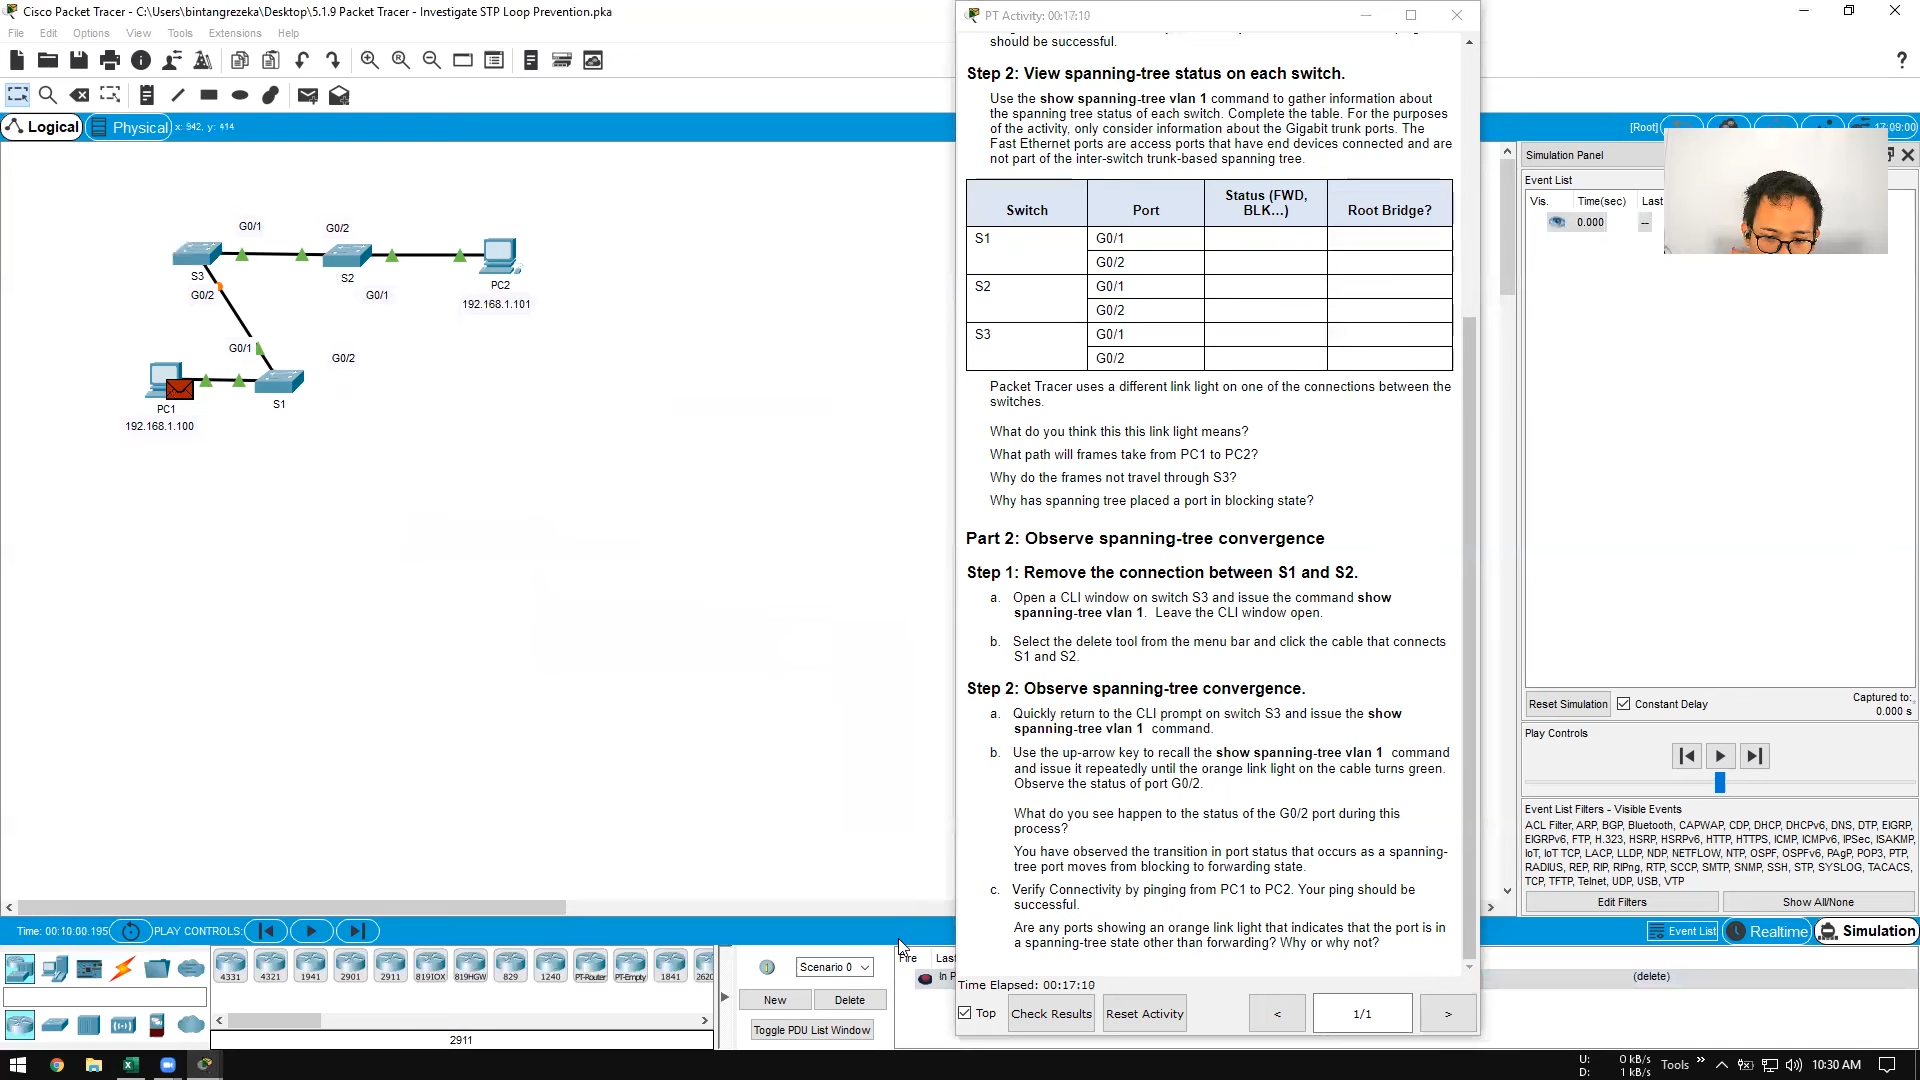 Cisco Packet Tracer - C:\Users\bintangrezeka\Desktop\5.1.9 Packet Tracer - Investigate STP Loop Prevention.pka
File Edit Options View Tools Extensions Help
Logical Physical x: 942, y: 414
[Root] 17:09:00
G0/1 G0/2
S3 S2
G0/2 G0/1
PC2
192.168.1.101
G0/1 G0/2
PC1 S1
192.168.1.100
PT Activity: 00:17:10
should be successful.
Step 2: View spanning-tree status on each switch.
Use the show spanning-tree vlan 1 command to gather information about
the spanning tree status of each switch. Complete the table. For the purposes
of the activity, only consider information about the Gigabit trunk ports. The
Fast Ethernet ports are access ports that have end devices connected and are
not part of the inter-switch trunk-based spanning tree.
Switch Port Status (FWD, BLK...) Root Bridge?
S1 G0/1
G0/2
S2 G0/1
G0/2
S3 G0/1
G0/2
Packet Tracer uses a different link light on one of the connections between the
switches.
What do you think this this link light means?
What path will frames take from PC1 to PC2?
Why do the frames not travel through S3?
Why has spanning tree placed a port in blocking state?
Part 2: Observe spanning-tree convergence
Step 1: Remove the connection between S1 and S2.
a. Open a CLI window on switch S3 and issue the command show
spanning-tree vlan 1. Leave the CLI window open.
b. Select the delete tool from the menu bar and click the cable that connects
S1 and S2.
Step 2: Observe spanning-tree convergence.
a. Quickly return to the CLI prompt on switch S3 and issue the show
spanning-tree vlan 1 command.
b. Use the up-arrow key to recall the show spanning-tree vlan 1 command
and issue it repeatedly until the orange link light on the cable turns green.
Observe the status of port G0/2.
What do you see happen to the status of the G0/2 port during this
process?
You have observed the transition in port status that occurs as a spanning-
tree port moves from blocking to forwarding state.
c. Verify Connectivity by pinging from PC1 to PC2. Your ping should be
successful.
Are any ports showing an orange link light that indicates that the port is in
a spanning-tree state other than forwarding? Why or why not?
Time Elapsed: 00:17:10
Top Check Results Reset Activity < 1/1 >
Simulation Panel
Event List
Vis. Time(sec) Last
0.000 --
Reset Simulation Constant Delay Captured to:
0.000 s
Play Controls
Event List Filters - Visible Events
ACL Filter, ARP, BGP, Bluetooth, CAPWAP, CDP, DHCP, DHCPv6, DNS, DTP, EIGRP,
EIGRPv6, FTP, H.323, HSRP, HSRPv6, HTTP, HTTPS, ICMP, ICMPv6, IPSec, ISAKMP,
IoT, IoT TCP, LACP, LLDP, NDP, NETFLOW, NTP, OSPF, OSPFv6, PAgP, POP3, PTP,
RADIUS, REP, RIP, RIPng, RTP, SCCP, SMTP, SNMP, SSH, STP, SYSLOG, TACACS,
TCP, TFTP, Telnet, UDP, USB, VTP
Edit Filters Show All/None
Event List Realtime Simulation
Time: 00:10:00.195 PLAY CONTROLS:
4331 4321 1941 2901 2911 819IOX 819HGW 829 1240 PT-Router PT-Empty 1841 2620
2911
Scenario 0
New Delete
Toggle PDU List Window
Fire Last
In P
(delete)
U: 0 kB/s
D: 1 kB/s
Tools 10:30 AM